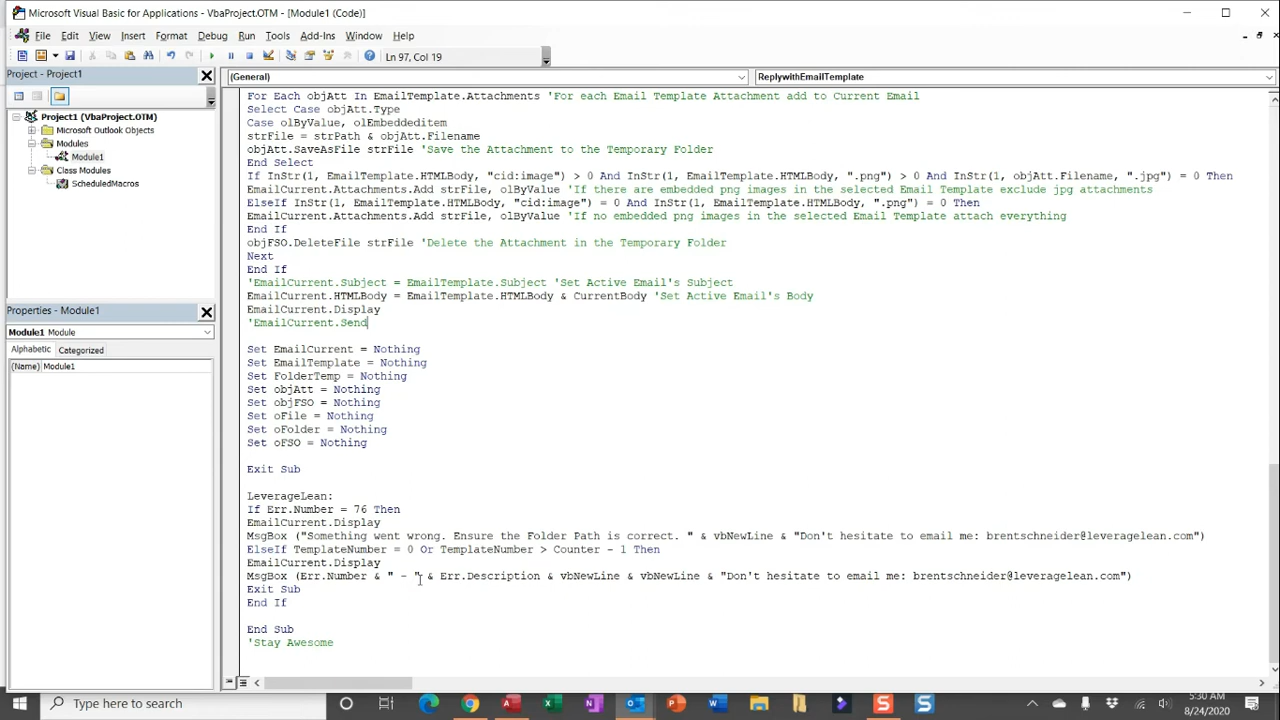 Microsoft Visual Basic for Applications - VbaProject.OTM - [Module1 (Code)]
File Edit View Insert Format Debug Run Tools Add-Ins Window Help
Ln 97, Col 19
Project - Project1
Project1 (VbaProject.OTM)
Microsoft Outlook Objects
Modules
Module1
Class Modules
ScheduledMacros
Properties - Module1
Module1 Module
Alphabetic Categorized
(Name) Module1
(General)
ReplywithEmailTemplate
For Each objAtt In EmailTemplate.Attachments 'For each Email Template Attachment add to Current Email
Select Case objAtt.Type
Case olByValue, olEmbeddeditem
strFile = strPath & objAtt.Filename
objAtt.SaveAsFile strFile 'Save the Attachment to the Temporary Folder
End Select
If InStr(1, EmailTemplate.HTMLBody, "cid:image") > 0 And InStr(1, EmailTemplate.HTMLBody, ".png") > 0 And InStr(1, objAtt.Filename, ".jpg") = 0 Then
EmailCurrent.Attachments.Add strFile, olByValue 'If there are embedded png images in the selected Email Template exclude jpg attachments
ElseIf InStr(1, EmailTemplate.HTMLBody, "cid:image") = 0 And InStr(1, EmailTemplate.HTMLBody, ".png") = 0 Then
EmailCurrent.Attachments.Add strFile, olByValue 'If no embedded png images in the selected Email Template attach everything
End If
objFSO.DeleteFile strFile 'Delete the Attachment in the Temporary Folder
Next
End If
'EmailCurrent.Subject = EmailTemplate.Subject 'Set Active Email's Subject
EmailCurrent.HTMLBody = EmailTemplate.HTMLBody & CurrentBody 'Set Active Email's Body
EmailCurrent.Display
'EmailCurrent.Send
Set EmailCurrent = Nothing
Set EmailTemplate = Nothing
Set FolderTemp = Nothing
Set objAtt = Nothing
Set objFSO = Nothing
Set oFile = Nothing
Set oFolder = Nothing
Set oFSO = Nothing
Exit Sub
LeverageLean:
If Err.Number = 76 Then
EmailCurrent.Display
MsgBox ("Something went wrong. Ensure the Folder Path is correct. " & vbNewLine & "Don't hesitate to email me: brentschneider@leveragelean.com")
ElseIf TemplateNumber = 0 Or TemplateNumber > Counter - 1 Then
EmailCurrent.Display
MsgBox (Err.Number & " - " & Err.Description & vbNewLine & vbNewLine & "Don't hesitate to email me: brentschneider@leveragelean.com")
Exit Sub
End If
End Sub
'Stay Awesome
Type here to search
5:30 AM
8/24/2020